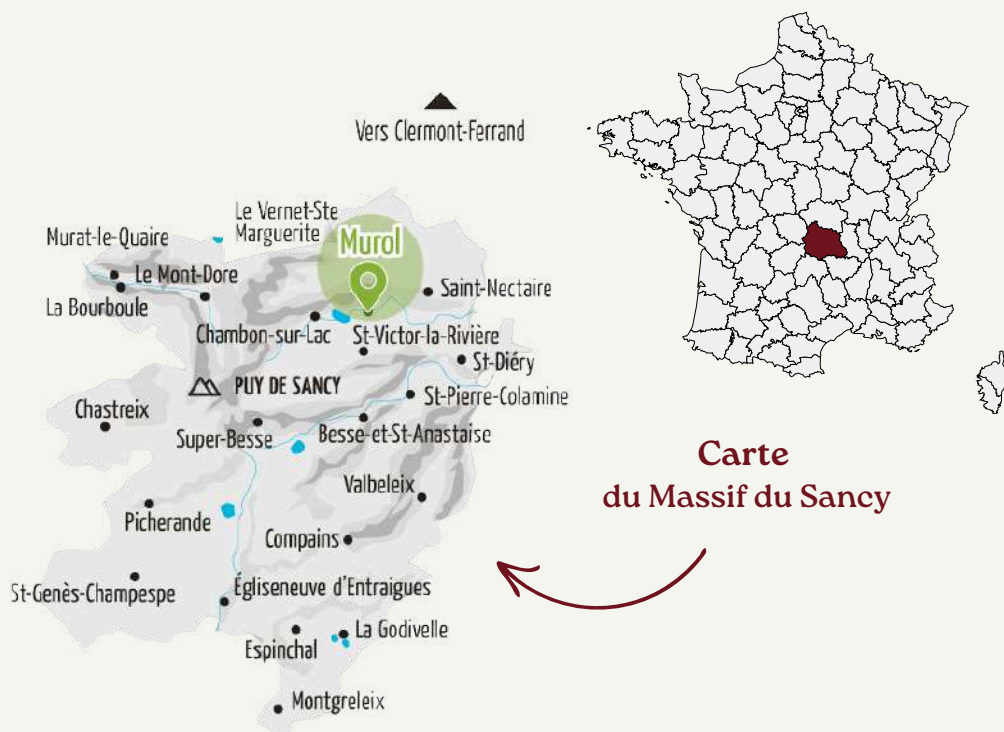 Vers Clermont-Ferrand
Le Vernet-Ste
Marguerite
Murol
Murat-le-Quaire
Le Mont-Dore
La Bourboule
Saint-Nectaire
Chambon-sur-Lac
St-Victor-la-Rivière
St-Diéry
PUY DE SANCY
St-Pierre-Colamine
Chastreix
Super-Besse
Besse-et-St-Anastaise
Valbeleix
Picherande
Compains
St-Genès-Champespe
Égliseneuve d'Entraigues
Espinchal
La Godivelle
Montgreleix
Carte
du Massif du Sancy